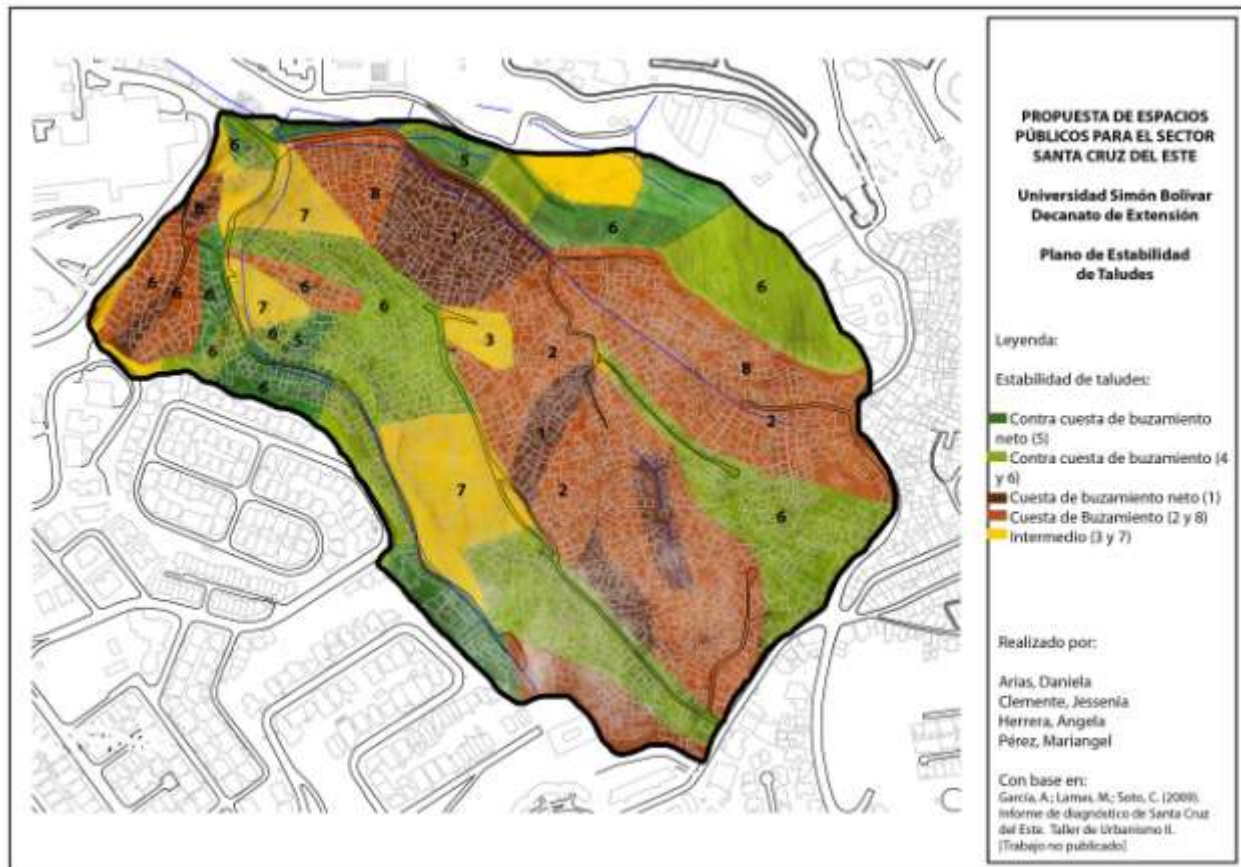 PROPUESTA DE ESPACIOS
PÚBLICOS PARA EL SECTOR
SANTA CRUZ DEL ESTE
Universidad Simón Bolívar
Decanato de Extensión
Plano de Estabilidad
de Taludes
Leyenda:
Estabilidad de taludes:
Contra cuesta de buzamiento
neto (5)
Contra cuesta de buzamiento (4
y 6)
Cuesta de buzamiento neto (1)
Cuesta de Buzamiento (2 y 8)
Intermedio (3 y 7)
Realizado por:
Arias, Daniela
Clemente, Jessenia
Herrera, Angela
Pérez, Mariangel
Con base en:
García, A.; Lamas, M.; Soto, C. (2009).
Informe de diagnóstico de Santa Cruz
del Este. Taller de Urbanismo II.
[Trabajo no publicado]
6
5
8
8
7
1
6
6
6
6
6
6
6
7
6
5
3
2
8
6
6
2
1
7
2
6